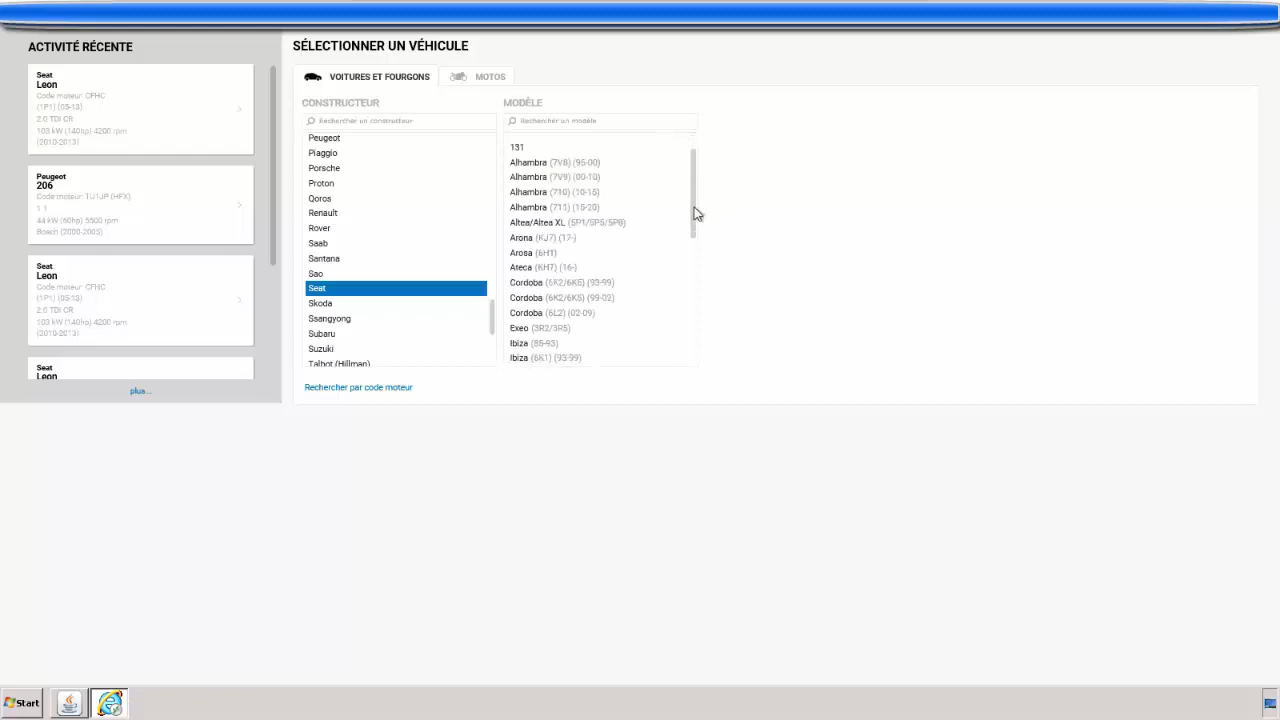 ACTIVITÉ RÉCENTE
Seat
Leon
Code moteur: CFHC
(1P1) (05-13)
2.0 TDI CR
103 kW (140hp) 4200 rpm
(2010-2013)
Peugeot
206
Code moteur: TU1JP (HFX)
1.1
44 kW (60hp) 5500 rpm
Bosch (2000-2005)
Seat
Leon
Code moteur: CFHC
(1P1) (05-13)
2.0 TDI CR
103 kW (140hp) 4200 rpm
(2010-2013)
Seat
Leon
plus...
SÉLECTIONNER UN VÉHICULE
VOITURES ET FOURGONS
MOTOS
CONSTRUCTEUR
Rechercher un constructeur
Peugeot
Piaggio
Porsche
Proton
Qoros
Renault
Rover
Saab
Santana
Sao
Seat
Skoda
Ssangyong
Subaru
Suzuki
Talbot (Hillman)
Rechercher par code moteur
MODÈLE
Rechercher un modèle
131
Alhambra (7V8) (95-00)
Alhambra (7V9) (00-10)
Alhambra (710) (10-15)
Alhambra (711) (15-20)
Altea/Altea XL (5P1/5P5/5P8)
Arona (KJ7) (17-)
Arosa (6H1)
Ateca (KH7) (16-)
Cordoba (6K2/6K5) (93-99)
Cordoba (6K2/6K5) (99-02)
Cordoba (6L2) (02-09)
Exeo (3R2/3R5)
Ibiza (85-93)
Ibiza (6K1) (93-99)
Start